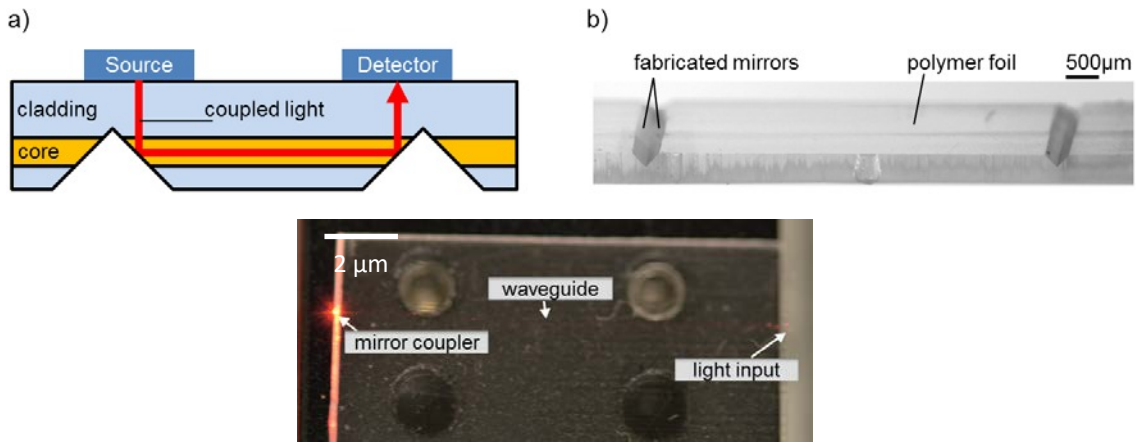 a)
Source
Detector
cladding
coupled light
core
b)
fabricated mirrors
polymer foil
500μm
2 μm
waveguide
mirror coupler
light input